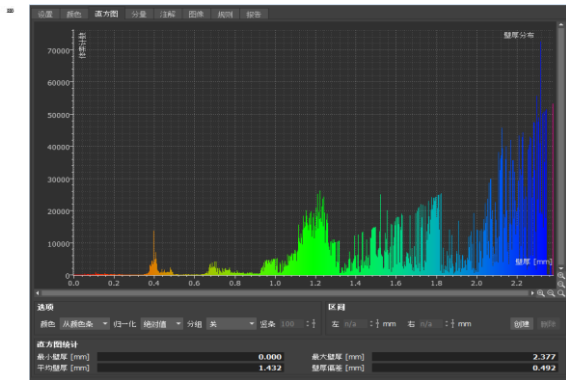 设置 颜色 直方图 分量 注解 图像 规则 报告
壁厚分布
70000
60000
50000
40000
30000
20000
10000
0
壁厚 [mm]
0.0 0.2 0.4 0.6 0.8 1.0 1.2 1.4 1.6 1.8 2.0 2.2
选项 区间
颜色 从颜色条 归一化 绝对值 分组 关 竖条 100 左 n/a mm 右 n/a mm 创建 删除
直方图统计
最小壁厚 [mm] 0.000 最大壁厚 [mm] 2.377
平均壁厚 [mm] 1.432 壁厚偏差 [mm] 0.492